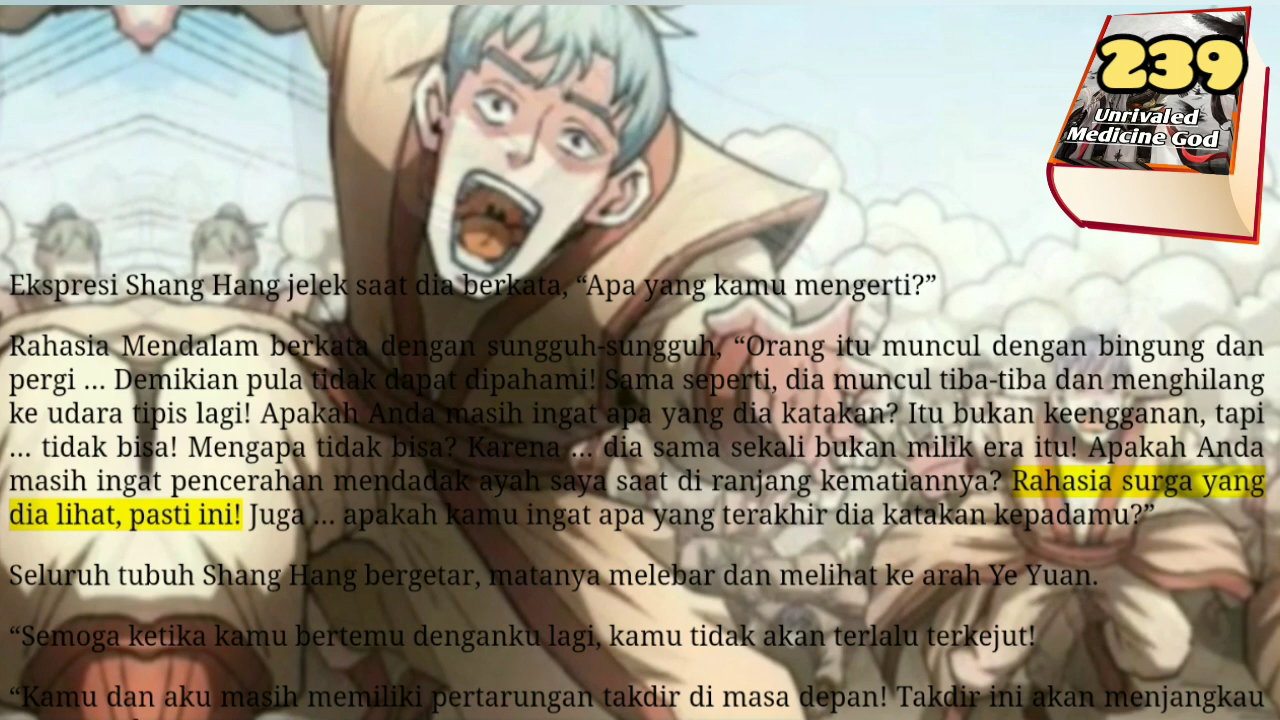 239
Unrivaled
Medicine God
Ekspresi Shang Hang jelek saat dia berkata, “Apa yang kamu mengerti?”
Rahasia Mendalam berkata dengan sungguh-sungguh, “Orang itu muncul dengan bingung dan
pergi … Demikian pula tidak dapat dipahami! Sama seperti, dia muncul tiba-tiba dan menghilang
ke udara tipis lagi! Apakah Anda masih ingat apa yang dia katakan? Itu bukan keengganan, tapi
… tidak bisa! Mengapa tidak bisa? Karena … dia sama sekali bukan milik era itu! Apakah Anda
masih ingat pencerahan mendadak ayah saya saat di ranjang kematiannya? Rahasia surga yang
dia lihat, pasti ini! Juga … apakah kamu ingat apa yang terakhir dia katakan kepadamu?”
Seluruh tubuh Shang Hang bergetar, matanya melebar dan melihat ke arah Ye Yuan.
“Semoga ketika kamu bertemu denganku lagi, kamu tidak akan terlalu terkejut!
“Kamu dan aku masih memiliki pertarungan takdir di masa depan! Takdir ini akan menjangkau